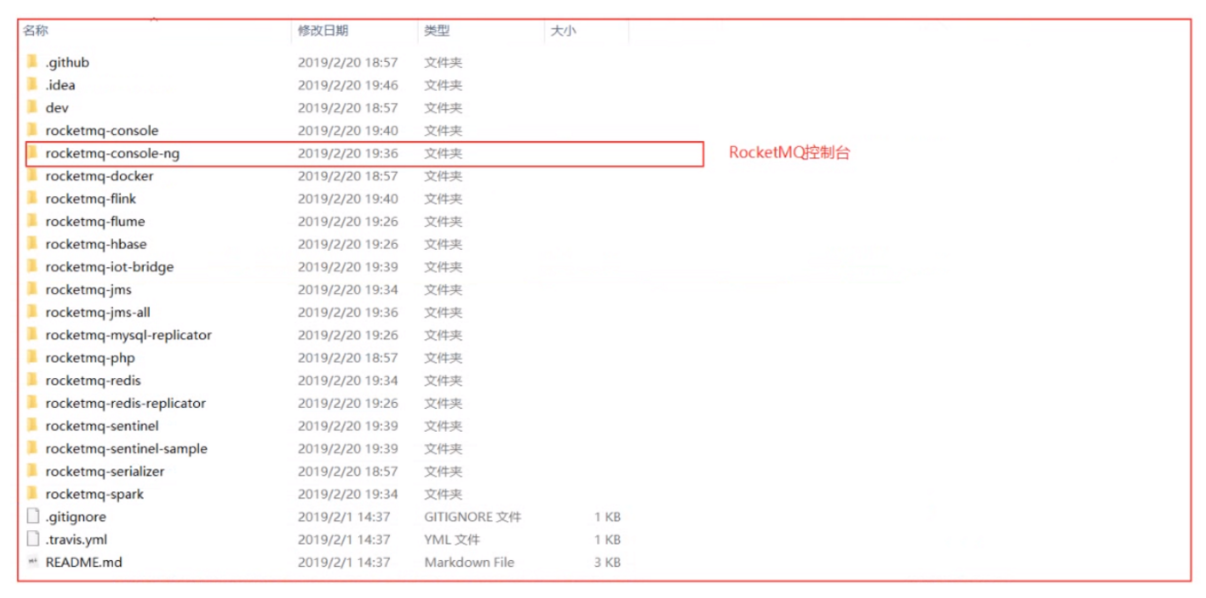 名称 修改日期 类型 大小
.github 2019/2/20 18:57 文件夹
.idea 2019/2/20 19:46 文件夹
dev 2019/2/20 18:57 文件夹
rocketmq-console 2019/2/20 19:40 文件夹
rocketmq-console-ng 2019/2/20 19:36 文件夹 RocketMQ控制台
rocketmq-docker 2019/2/20 18:57 文件夹
rocketmq-flink 2019/2/20 19:40 文件夹
rocketmq-flume 2019/2/20 19:26 文件夹
rocketmq-hbase 2019/2/20 19:26 文件夹
rocketmq-iot-bridge 2019/2/20 19:39 文件夹
rocketmq-jms 2019/2/20 19:34 文件夹
rocketmq-jms-all 2019/2/20 19:36 文件夹
rocketmq-mysql-replicator 2019/2/20 19:26 文件夹
rocketmq-php 2019/2/20 18:57 文件夹
rocketmq-redis 2019/2/20 19:34 文件夹
rocketmq-redis-replicator 2019/2/20 19:26 文件夹
rocketmq-sentinel 2019/2/20 19:39 文件夹
rocketmq-sentinel-sample 2019/2/20 19:39 文件夹
rocketmq-serializer 2019/2/20 18:57 文件夹
rocketmq-spark 2019/2/20 19:34 文件夹
.gitignore 2019/2/1 14:37 GITIGNORE 文件 1 KB
.travis.yml 2019/2/1 14:37 YML 文件 1 KB
README.md 2019/2/1 14:37 Markdown File 3 KB